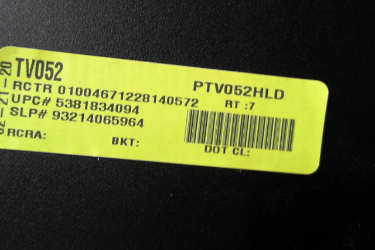 TV052
PTV052HLD
RCTR 01004671228140572
RT :7
UPC# 5381834094
SLP# 93214065964
RCRA:
BKT:
DOT CL: